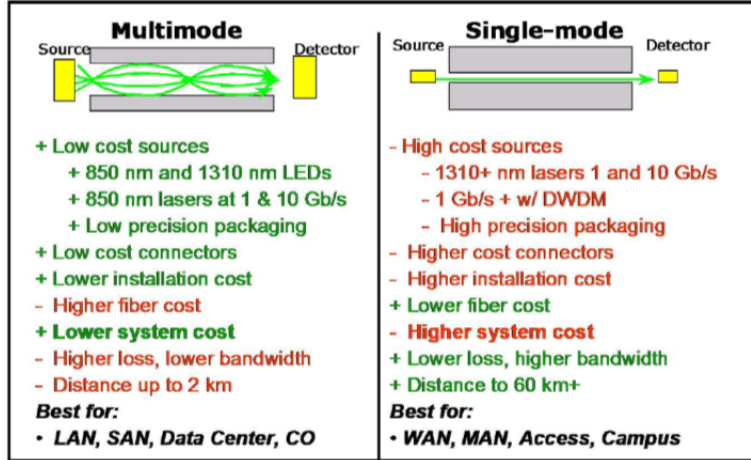 Multimode
Source
Detector
+ Low cost sources
+ 850 nm and 1310 nm LEDs
+ 850 nm lasers at 1 & 10 Gb/s
+ Low precision packaging
+ Low cost connectors
+ Lower installation cost
- Higher fiber cost
+ Lower system cost
- Higher loss, lower bandwidth
- Distance up to 2 km
Best for:
• LAN, SAN, Data Center, CO
Single-mode
Source
Detector
- High cost sources
- 1310+ nm lasers 1 and 10 Gb/s
- 1 Gb/s + w/ DWDM
- High precision packaging
- Higher cost connectors
- Higher installation cost
+ Lower fiber cost
- Higher system cost
+ Lower loss, higher bandwidth
+ Distance to 60 km+
Best for:
• WAN, MAN, Access, Campus